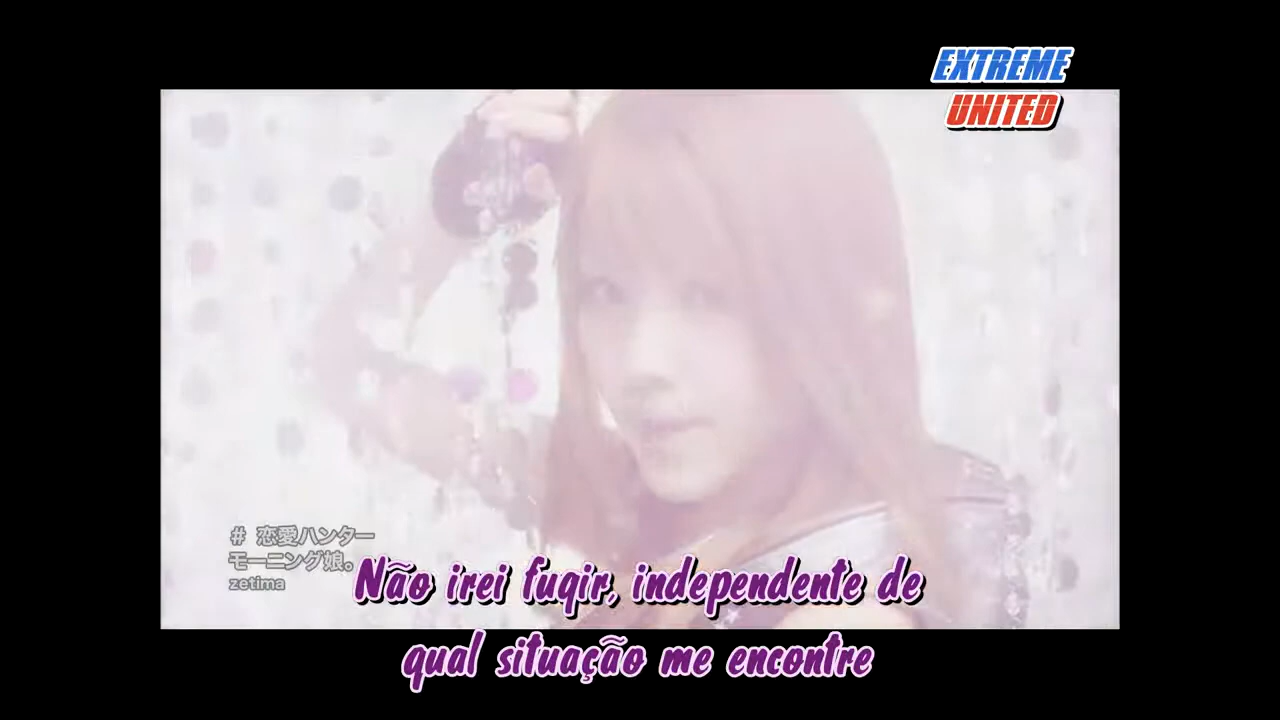 EXTREME
UNITED
# 恋愛ハンター
モーニング娘。
zetima
Não irei fugir, independente de
qual situação me encontre